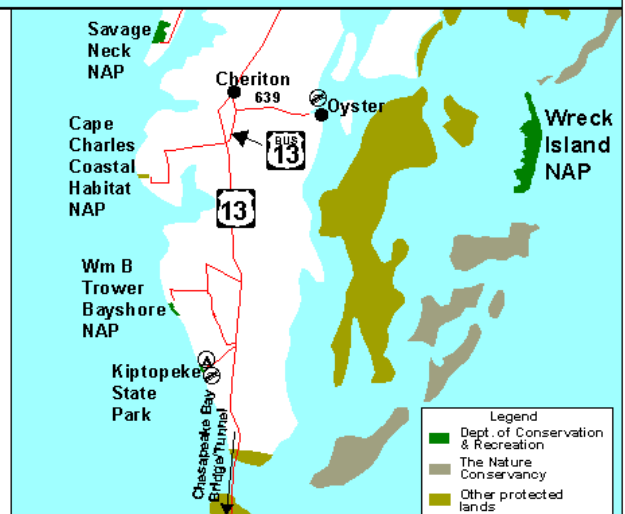 Savage
Neck
NAP
Cheriton
639
Oyster
Cape
Charles
Coastal
Habitat
NAP
BUS
13
Wreck
Island
NAP
13
Wm B
Trower
Bayshore
NAP
Kiptopeke
State
Park
Chesapeake Bay
Bridge/Tunnel
Legend
Dept. of Conservation
& Recreation
The Nature
Conservancy
Other protected
lands